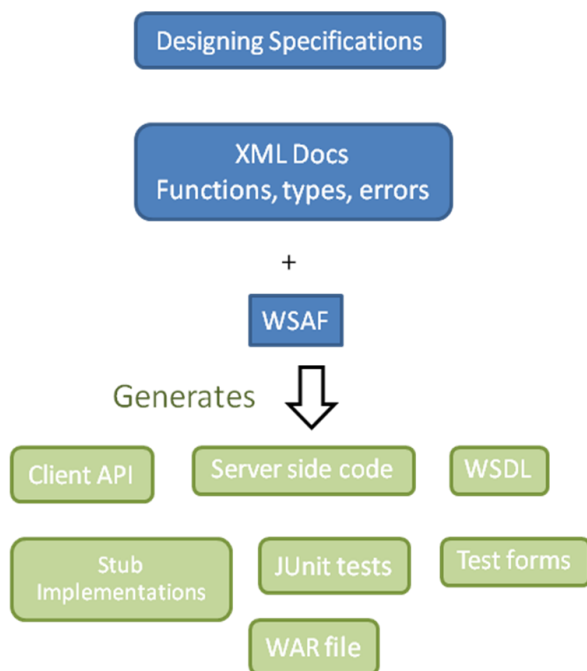 Designing Specifications
XML Docs
Functions, types, errors
+
WSAF
Generates
Client API
Server side code
WSDL
Stub
Implementations
JUnit tests
Test forms
WAR file